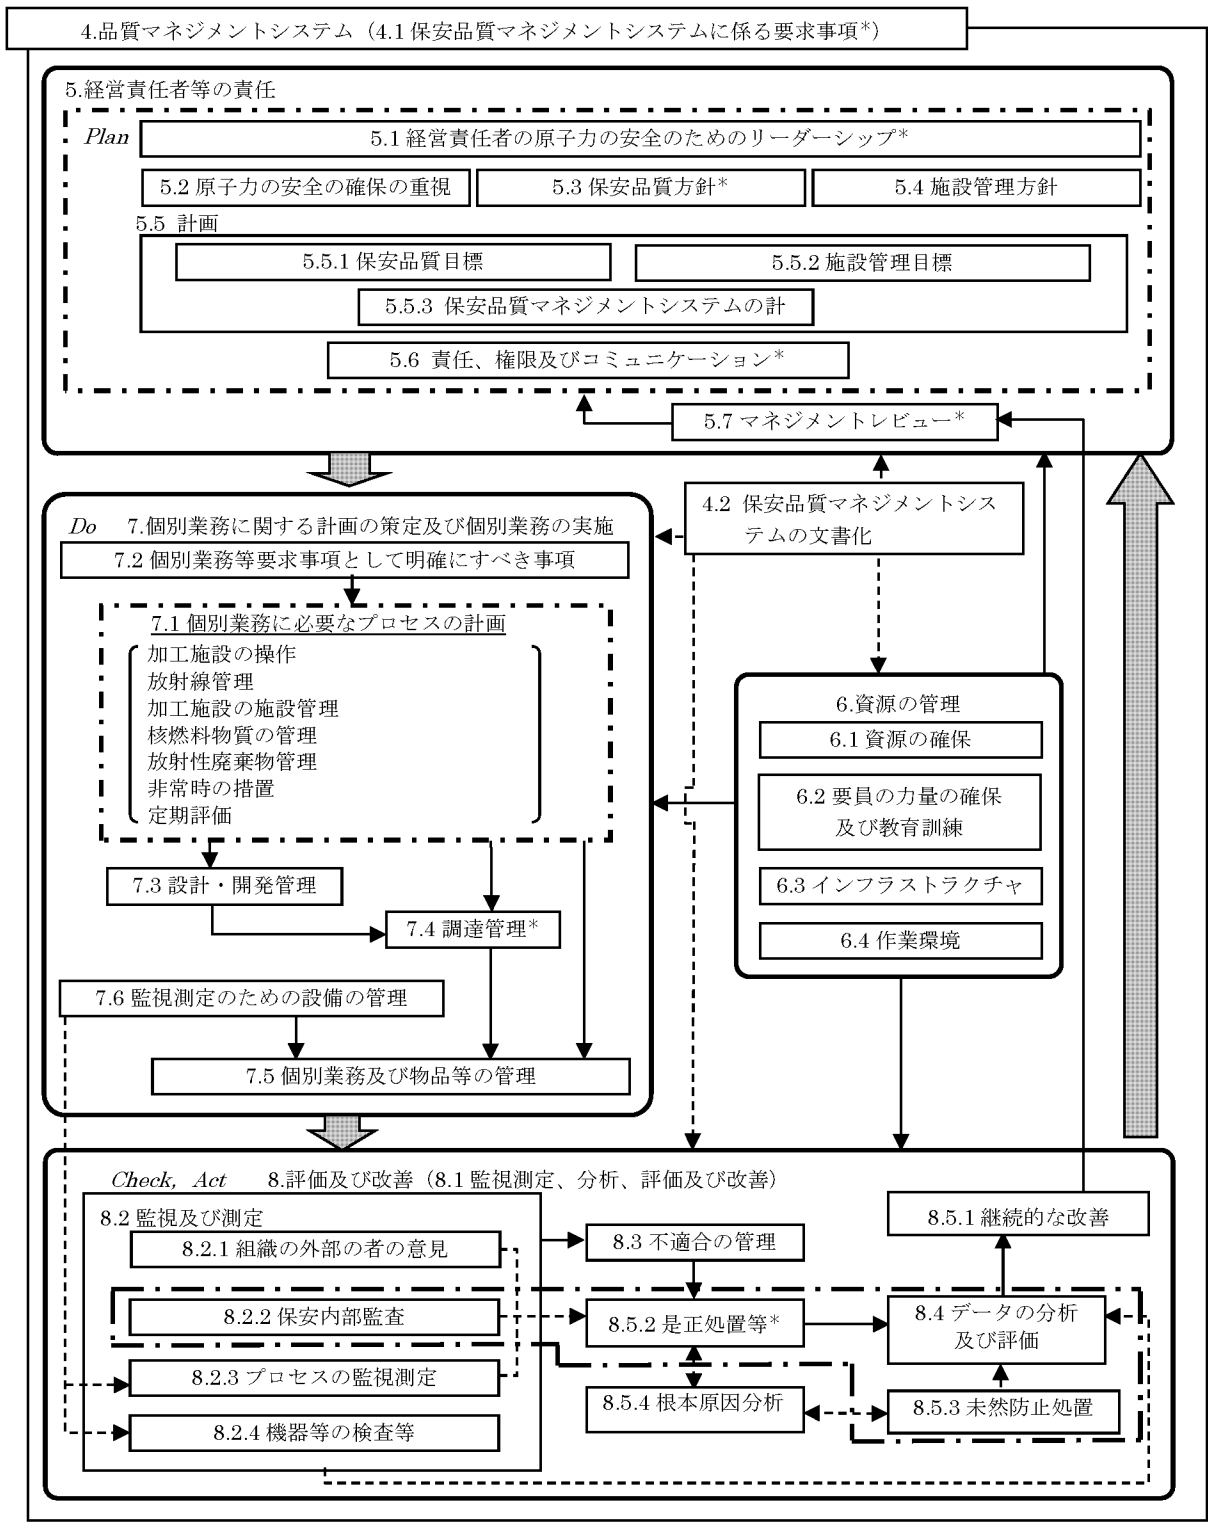 4.品質マネジメントシステム（4.1 保安品質マネジメントシステムに係る要求事項*）
5.経営責任者等の責任
Plan
5.1 経営責任者の原子力の安全のためのリーダーシップ*
5.2 原子力の安全の確保の重視
5.3 保安品質方針*
5.4 施設管理方針
5.5 計画
5.5.1 保安品質目標
5.5.2 施設管理目標
5.5.3 保安品質マネジメントシステムの計
5.6 責任、権限及びコミュニケーション*
5.7 マネジメントレビュー*
4.2 保安品質マネジメントシス
テムの文書化
Do 7.個別業務に関する計画の策定及び個別業務の実施
7.2 個別業務等要求事項として明確にすべき事項
7.1 個別業務に必要なプロセスの計画
加工施設の操作
放射線管理
加工施設の施設管理
核燃料物質の管理
放射性廃棄物管理
非常時の措置
定期評価
7.3 設計・開発管理
7.4 調達管理*
7.6 監視測定のための設備の管理
7.5 個別業務及び物品等の管理
6.資源の管理
6.1 資源の確保
6.2 要員の力量の確保
及び教育訓練
6.3 インフラストラクチャ
6.4 作業環境
Check, Act 8.評価及び改善（8.1 監視測定、分析、評価及び改善）
8.2 監視及び測定
8.2.1 組織の外部の者の意見
8.2.2 保安内部監査
8.2.3 プロセスの監視測定
8.2.4 機器等の検査等
8.3 不適合の管理
8.5.2 是正処置等*
8.5.4 根本原因分析
8.5.1 継続的な改善
8.4 データの分析
及び評価
8.5.3 未然防止処置